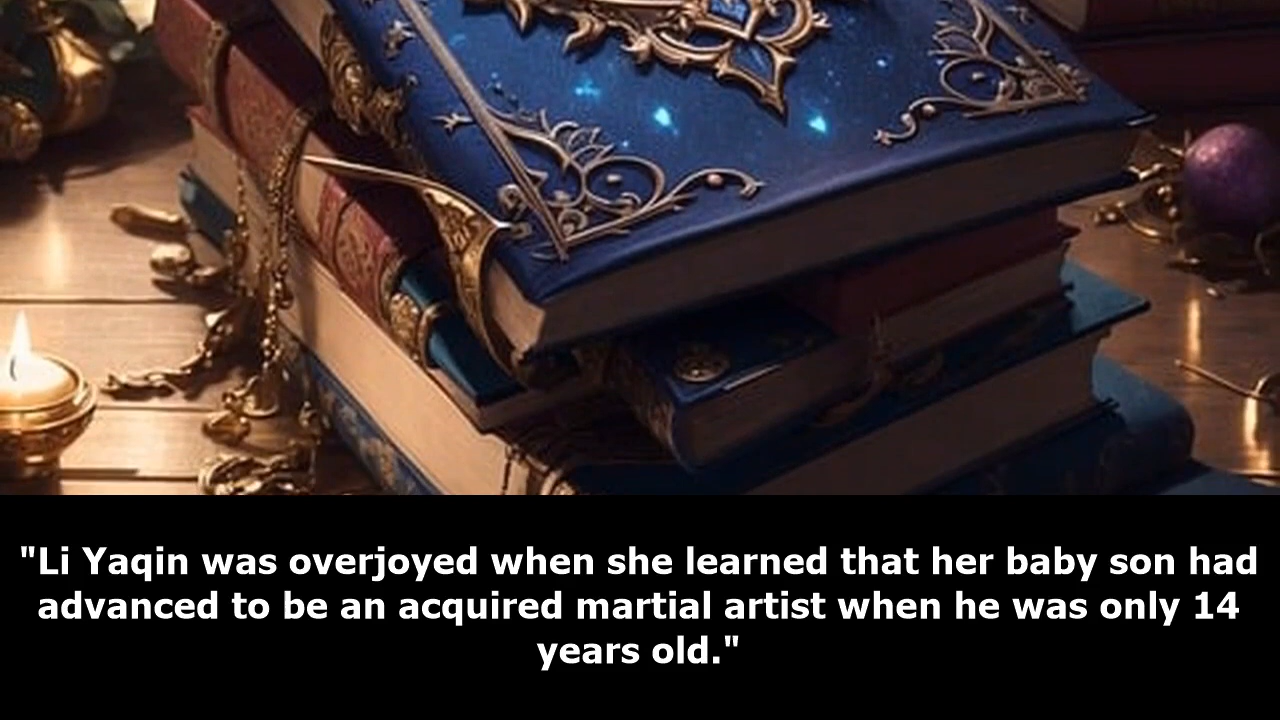 "Li Yaqin was overjoyed when she learned that her baby son had
advanced to be an acquired martial artist when he was only 14
years old."